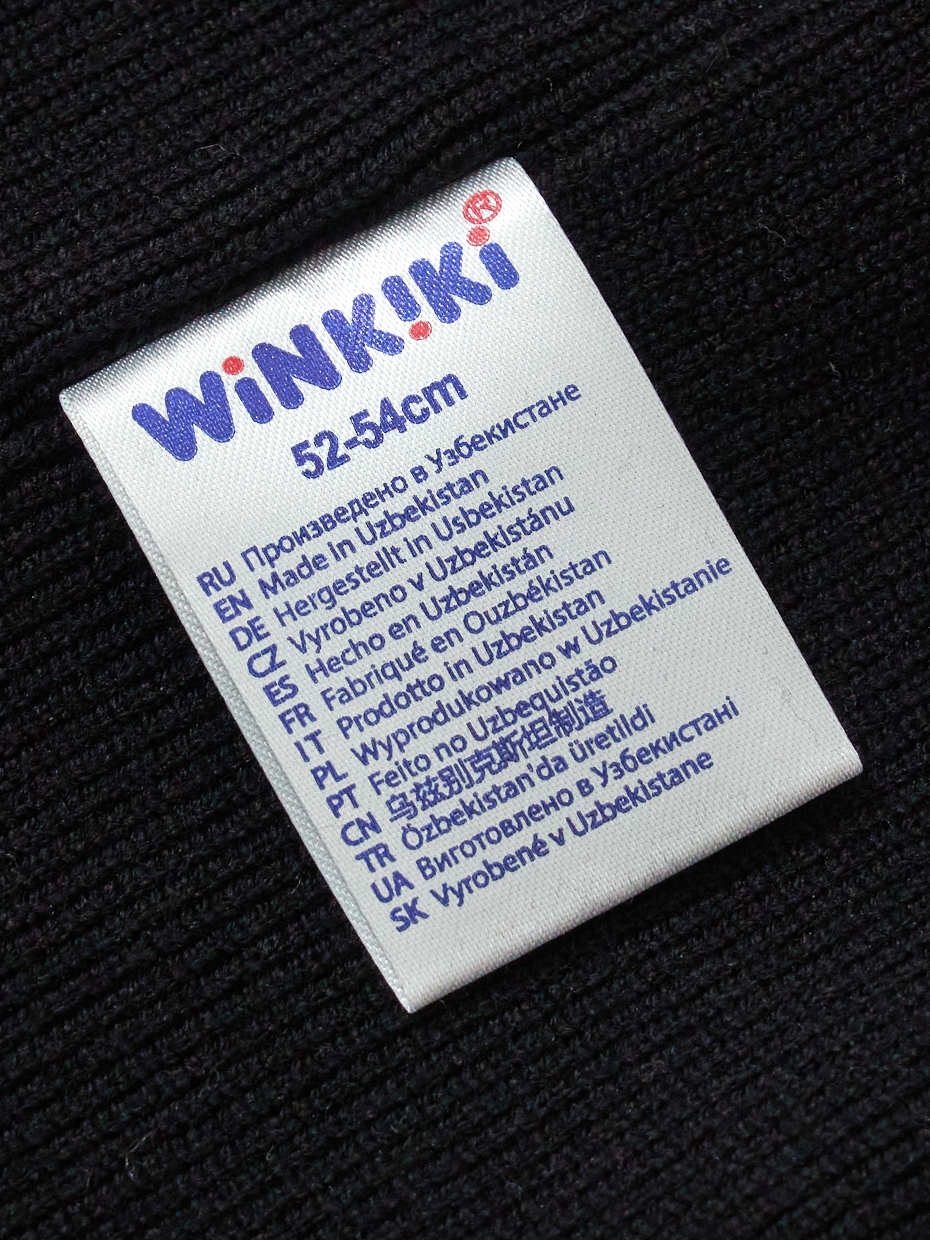 WiNK!Ki®
52-54cm
RU Произведено в Узбекистане
EN Made in Uzbekistan
DE Hergestellt in Usbekistan
CZ Vyrobeno v Uzbekistánu
ES Hecho en Uzbekistán
FR Fabriqué en Ouzbékistan
IT Prodotto in Uzbekistan
PL Wyprodukowano w Uzbekistanie
PT Feito no Uzbequistão
CN 乌兹别克斯坦制造
TR Özbekistan'da üretildi
UA Виготовлено в Узбекистані
SK Vyrobené v Uzbekistane